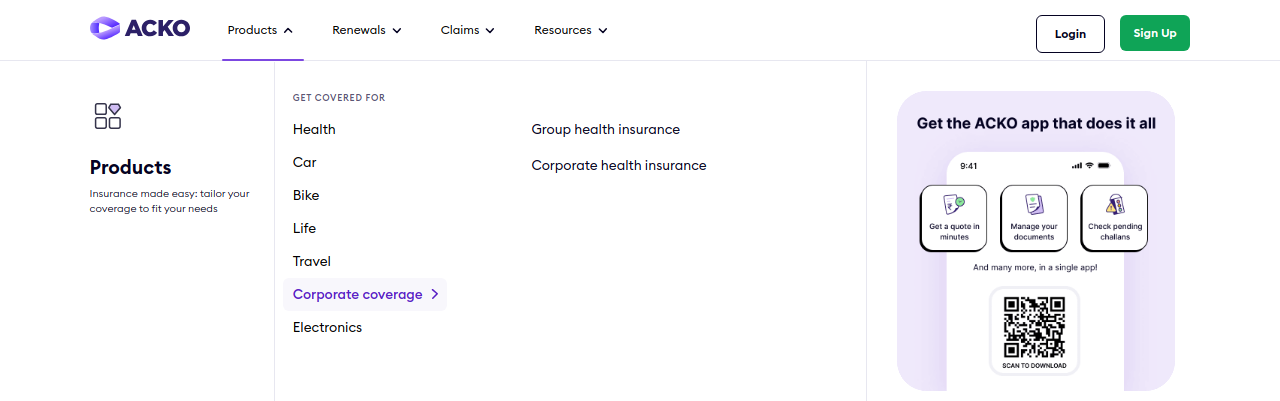 ACKO
Products
Renewals
Claims
Resources
Login
Sign Up
Products
Insurance made easy: tailor your
coverage to fit your needs
GET COVERED FOR
Health
Car
Bike
Life
Travel
Corporate coverage
Electronics
Group health insurance
Corporate health insurance
Get the ACKO app that does it all
9:41
Get a quote in
minutes
Manage your
documents
Check pending
challans
And many more, in a single app!
SCAN TO DOWNLOAD